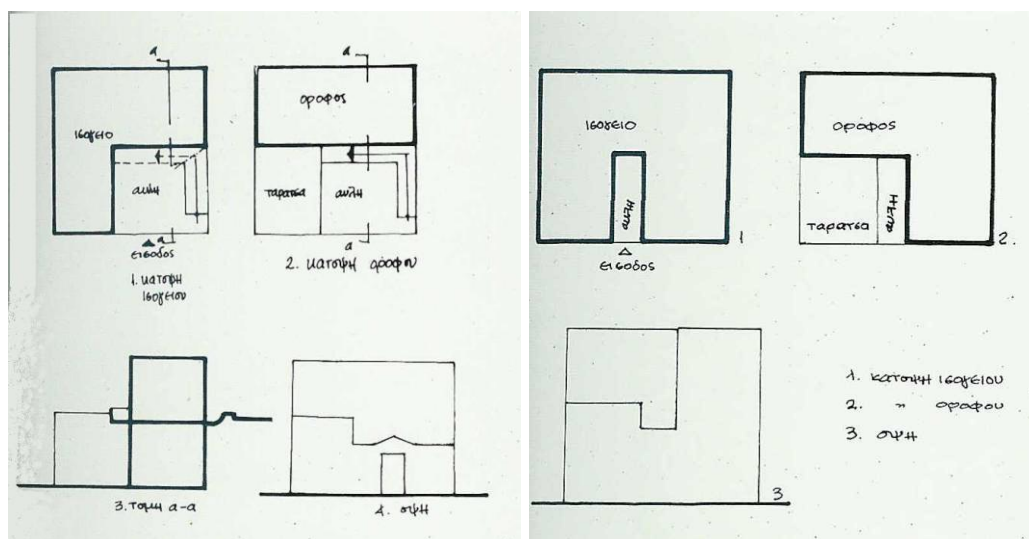 a
a
ισογειο
οροφος
αυλη
ταρατσα
αυλη
a
a
εισοδος
1. κατοψη
ισογειου
2. κατοψη οροφου
3. τομη a-a
4. οψη
ισογειο
αυλη
εισοδος
1
οροφος
ταρατσα
αυλη
2.
3
1. κατοψη ισογειου
2. " οροφου
3. οψη